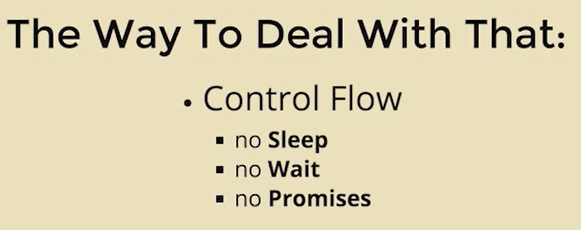 The Way To Deal With That:
• Control Flow
▪ no Sleep
▪ no Wait
▪ no Promises